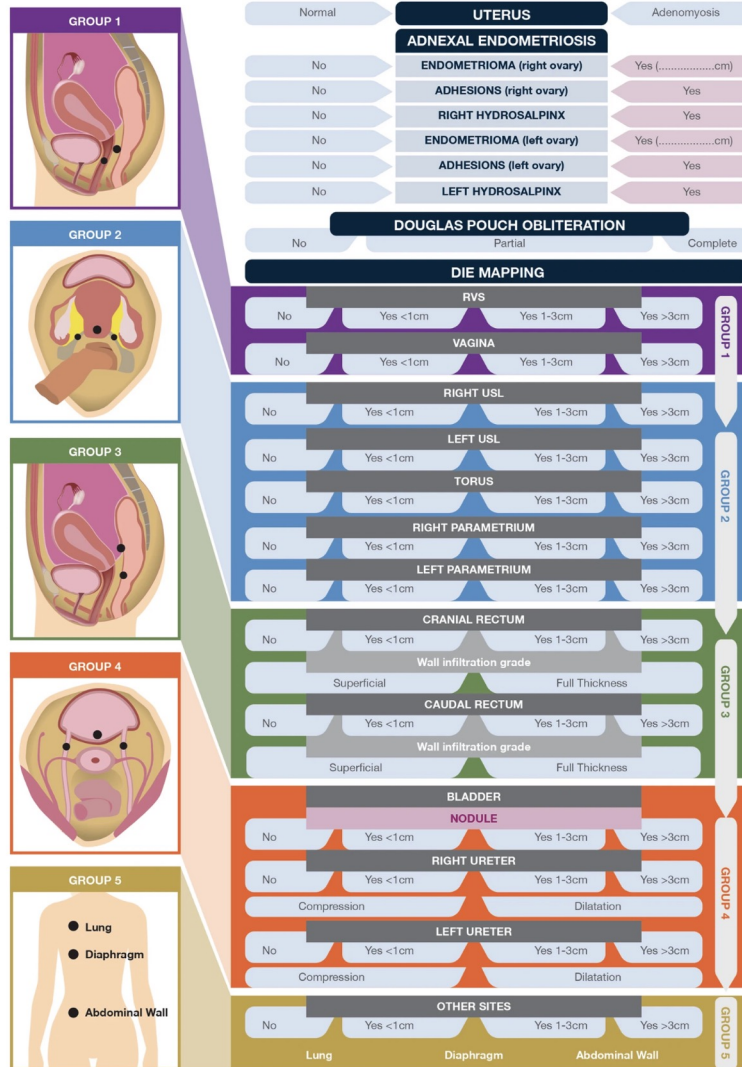 GROUP 1
Normal UTERUS Adenomyosis
ADNEXAL ENDOMETRIOSIS
No ENDOMETRIOMA (right ovary) Yes (..................cm)
No ADHESIONS (right ovary) Yes
No RIGHT HYDROSALPINX Yes
No ENDOMETRIOMA (left ovary) Yes (..................cm)
No ADHESIONS (left ovary) Yes
No LEFT HYDROSALPINX Yes
GROUP 2
DOUGLAS POUCH OBLITERATION
No Partial Complete
DIE MAPPING
RVS
No Yes <1cm Yes 1-3cm Yes >3cm
VAGINA
No Yes <1cm Yes 1-3cm Yes >3cm
GROUP 1
RIGHT USL
No Yes <1cm Yes 1-3cm Yes >3cm
LEFT USL
No Yes <1cm Yes 1-3cm Yes >3cm
TORUS
No Yes <1cm Yes 1-3cm Yes >3cm
RIGHT PARAMETRIUM
No Yes <1cm Yes 1-3cm Yes >3cm
LEFT PARAMETRIUM
No Yes <1cm Yes 1-3cm Yes >3cm
GROUP 2
GROUP 3
CRANIAL RECTUM
No Yes <1cm Yes 1-3cm Yes >3cm
Wall infiltration grade
Superficial Full Thickness
CAUDAL RECTUM
No Yes <1cm Yes 1-3cm Yes >3cm
Wall infiltration grade
Superficial Full Thickness
GROUP 3
GROUP 4
BLADDER
NODULE
No Yes <1cm Yes 1-3cm Yes >3cm
RIGHT URETER
No Yes <1cm Yes 1-3cm Yes >3cm
Compression Dilatation
LEFT URETER
No Yes <1cm Yes 1-3cm Yes >3cm
Compression Dilatation
GROUP 4
GROUP 5
Lung
Diaphragm
Abdominal Wall
OTHER SITES
No Yes <1cm Yes 1-3cm Yes >3cm
Lung Diaphragm Abdominal Wall
GROUP 5